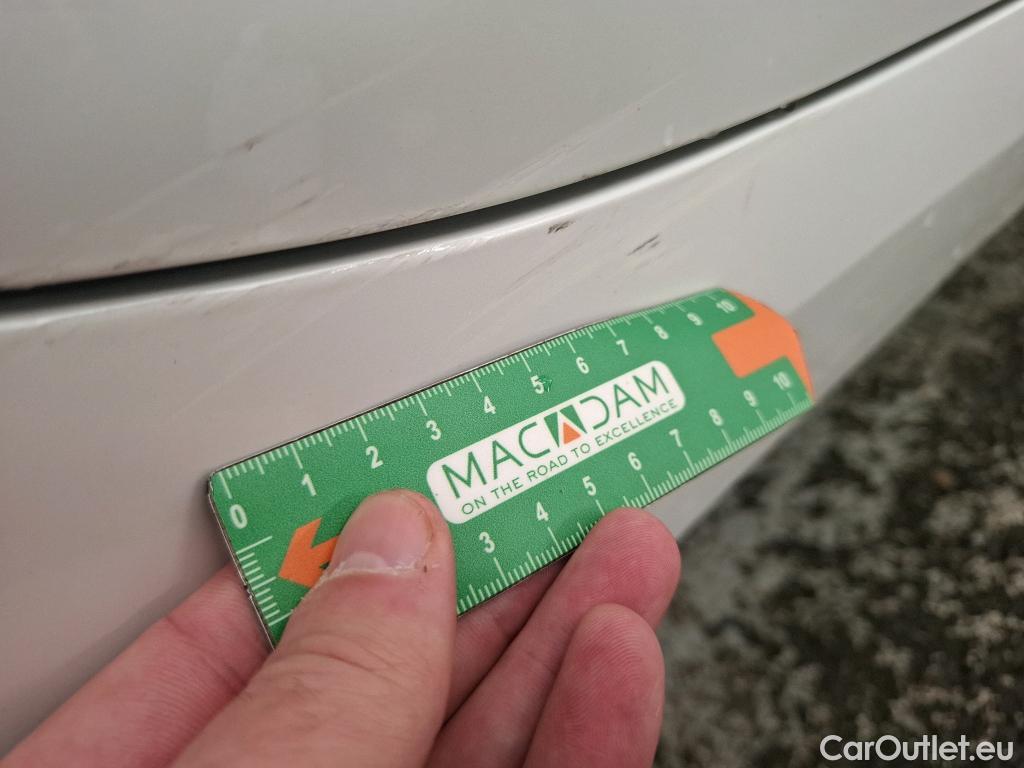 0 1 2 3 4 5 6 7 8 9 10
MACADAM
ON THE ROAD TO EXCELLENCE
3 4 5 6 7 8 9 10
CarOutlet.eu